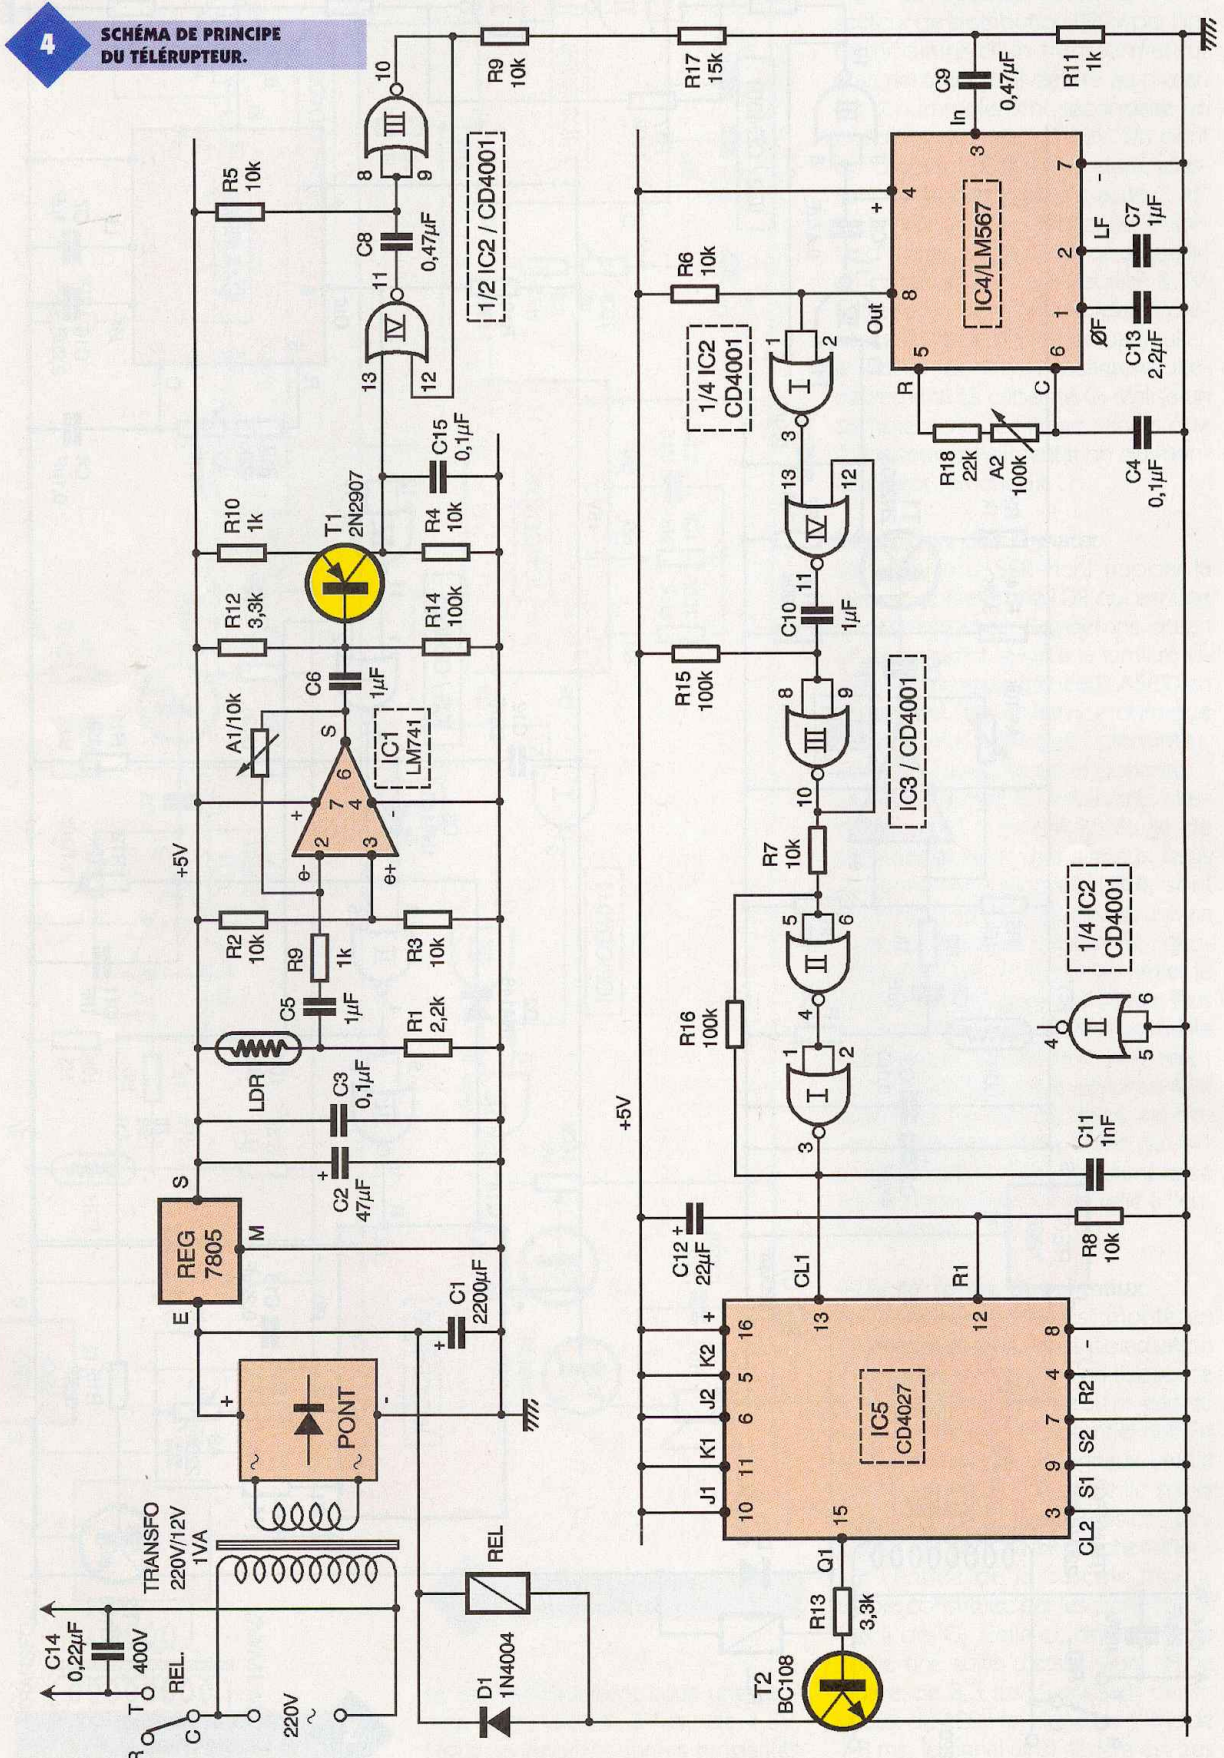 4
SCHÉMA DE PRINCIPE
DU TÉLÉRUPTEUR.
10
III
8
9
R9
10k
R17
15k
C9
0,47µF
R11
1k
In
3
R5
10k
C8
0,47µF
11
IV
13
12
1/2 IC2 / CD4001
+
4
7
-
IC4/LM567
R6
10k
Out
8
2
LF
C7
1µF
1
ØF
C13
2,2µF
5
R
6
C
R18
22k
A2
100k
C4
0,1µF
1/4 IC2
CD4001
1
2
I
3
13
12
IV
11
C10
1µF
R15
100k
8
9
III
10
IC3 / CD4001
R7
10k
R10
1k
T1
2N2907
C15
0,1µF
R4
10k
R12
3,3k
R14
100k
C6
1µF
A1/10k
S
6
IC1
LM741
+
7
4
-
2
3
e-
e+
+5V
R2
10k
R9
1k
R3
10k
C5
1µF
R1
2,2k
LDR
C3
0,1µF
+
C2
47µF
S
REG
7805
M
E
+
C1
2200µF
+
PONT
-
~
~
TRANSFO
220V/12V
1VA
C14
0,22µF
400V
REL.
T
R
C
220V
~
REL
D1
1N4004
5
6
II
4
R16
100k
1
2
I
3
1/4 IC2
CD4001
4
II
6
5
+5V
C11
1nF
C12
22µF
+
CL1
R1
R8
10k
+
16
13
12
8
-
K2
5
4
R2
J2
6
7
S2
K1
11
9
S1
J1
10
3
CL2
IC5
CD4027
15
Q1
R13
3,3k
T2
BC108